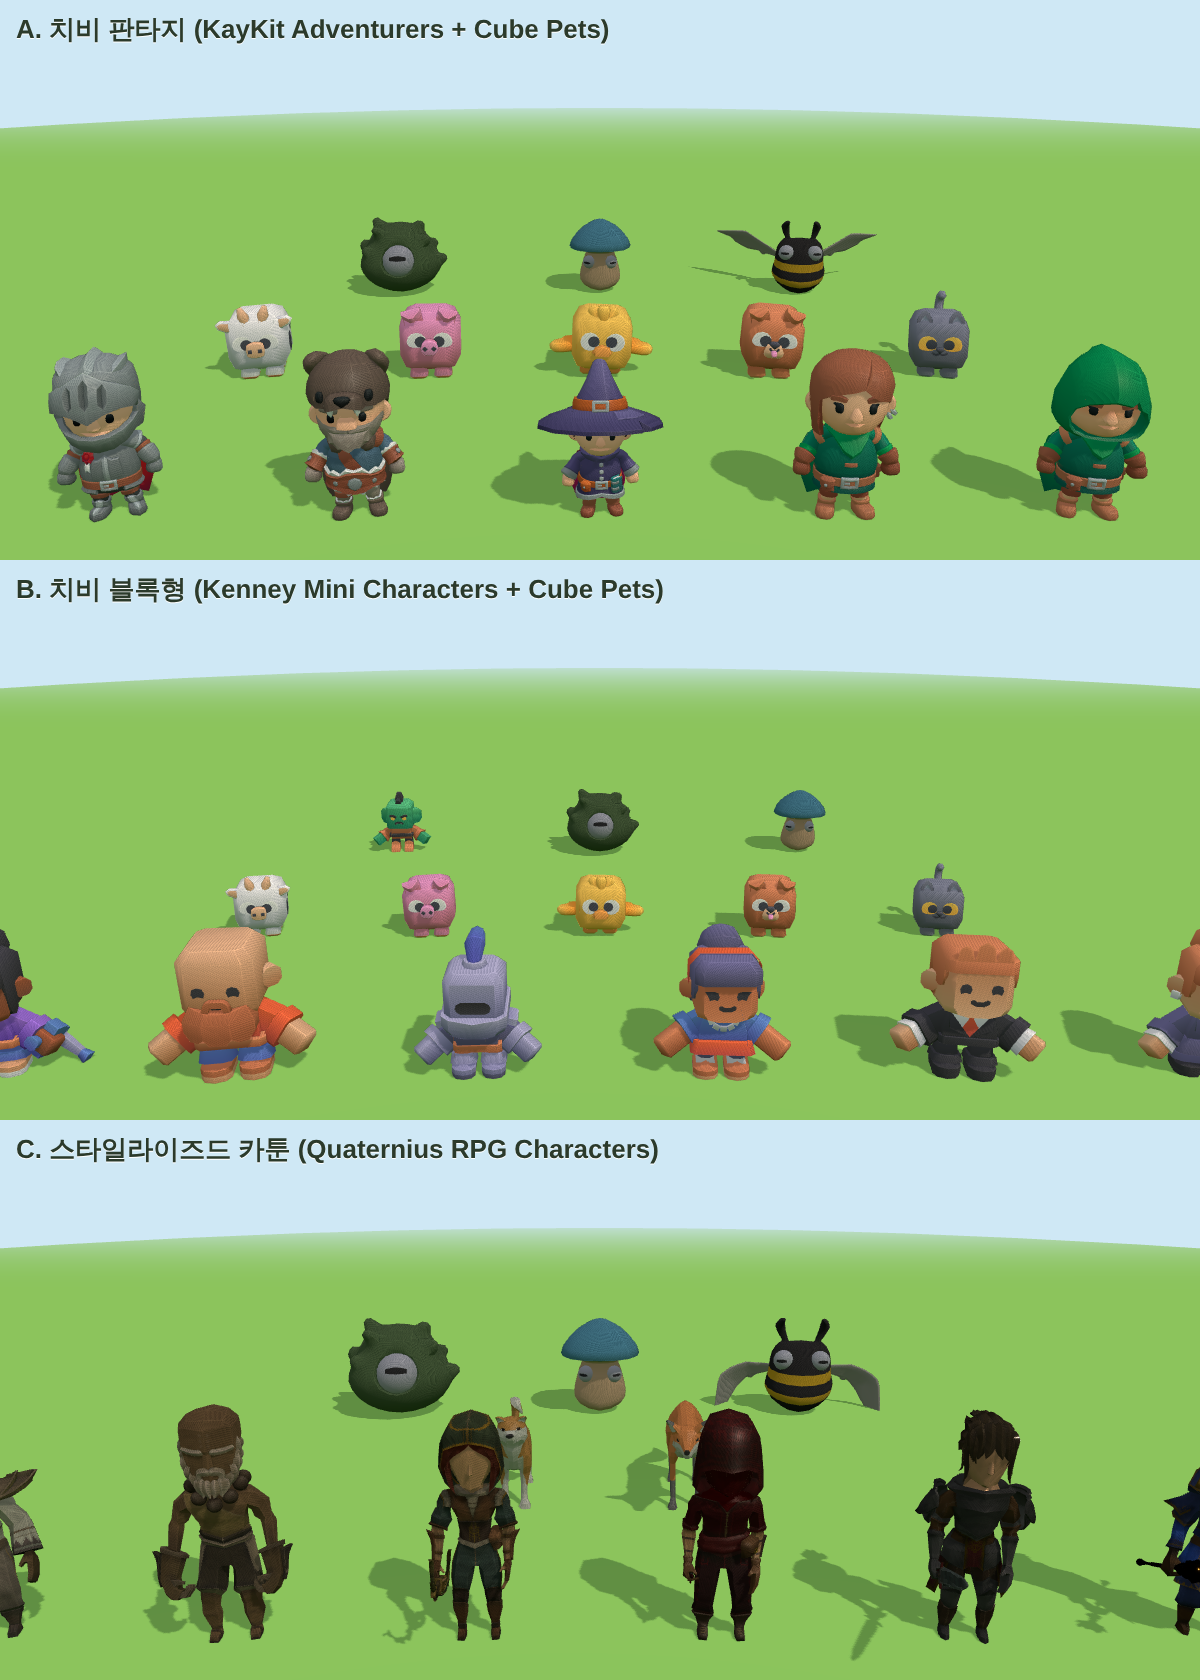 A. 치비 판타지 (KayKit Adventurers + Cube Pets)
B. 치비 블록형 (Kenney Mini Characters + Cube Pets)
C. 스타일라이즈드 카툰 (Quaternius RPG Characters)